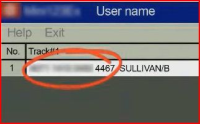 User name
Help Exit
No. Track#
1 4467 SULLIVAN/B